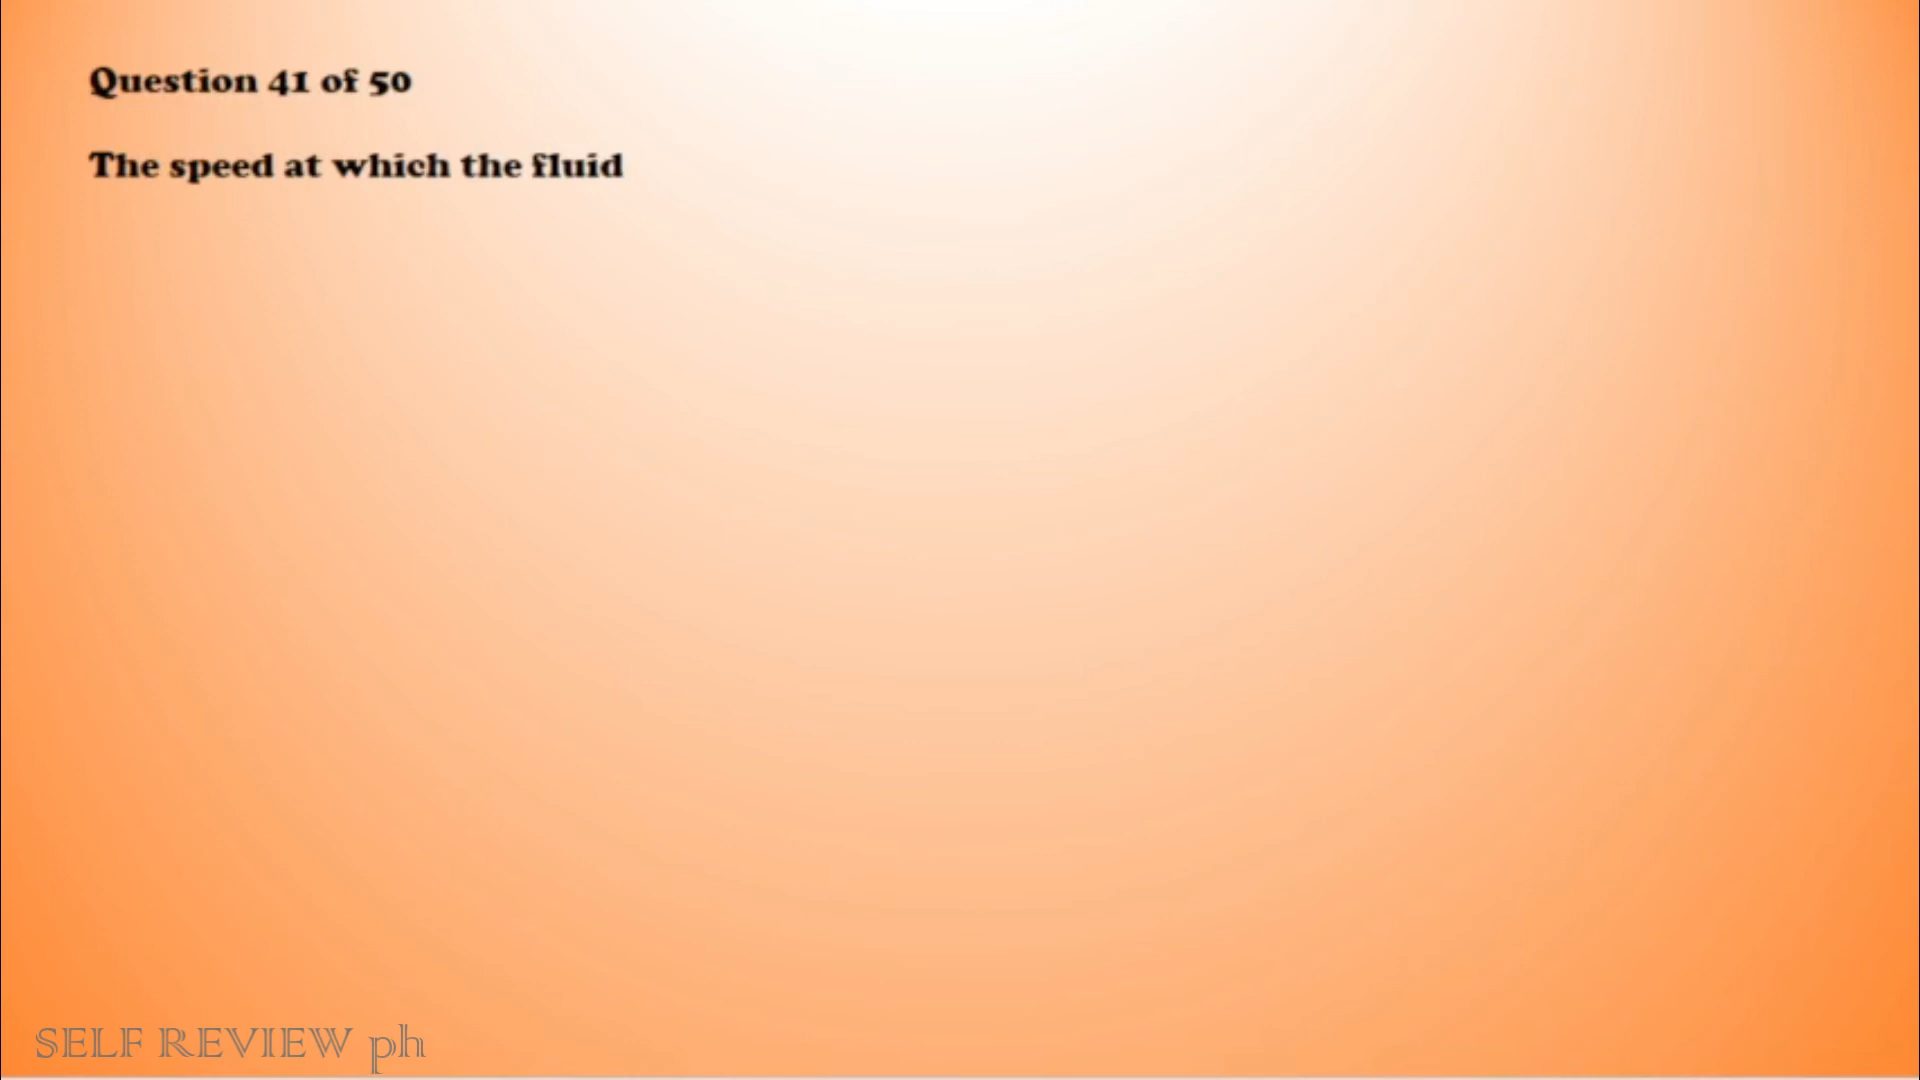 Question 41 of 50
The speed at which the fluid
SELF REVIEW ph